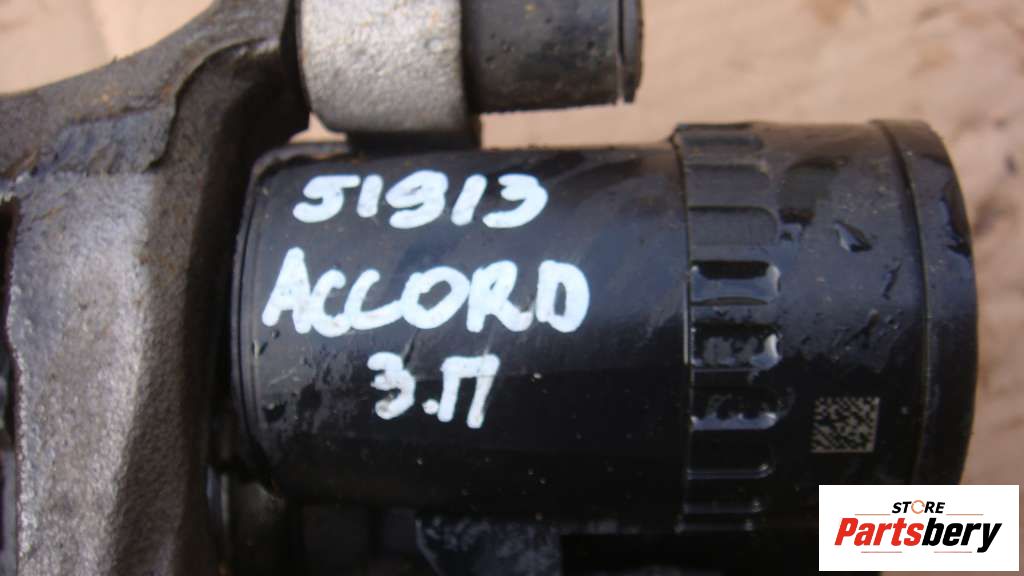 51913
ACCORD
З.П
STORE
Partsbery